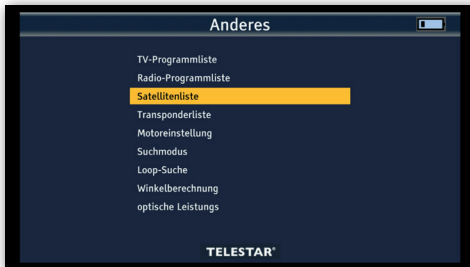 Anderes
TV-Programmliste
Radio-Programmliste
Satellitenliste
Transponderliste
Motoreinstellung
Suchmodus
Loop-Suche
Winkelberechnung
optische Leistungs
TELESTAR®